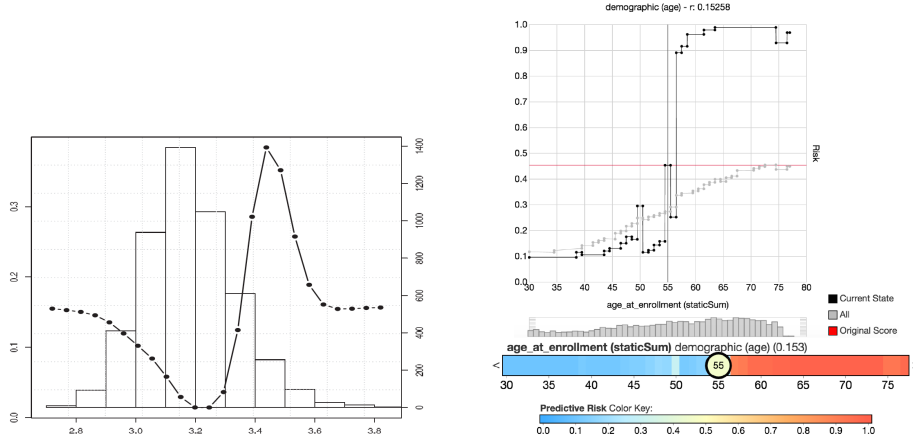 demographic (age) - r: 0.15258
1.0
0.9
0.8
0.7
0.6
0.5
0.4
0.3
0.2
0.1
0.0
Risk
30 35 40 45 50 55 60 65 70 75 80
age_at_enrollment (staticSum)
Current State
All
Original Score
0.3
0.2
0.1
0.0
1400
1200
1000
800
600
400
200
0
2.8 3.0 3.2 3.4 3.6 3.8
age_at_enrollment (staticSum) demographic (age) (0.153)
< 55
30 35 40 45 50 55 60 65 70 75
Predictive Risk Color Key:
0.0 0.1 0.2 0.3 0.4 0.5 0.6 0.7 0.8 0.9 1.0